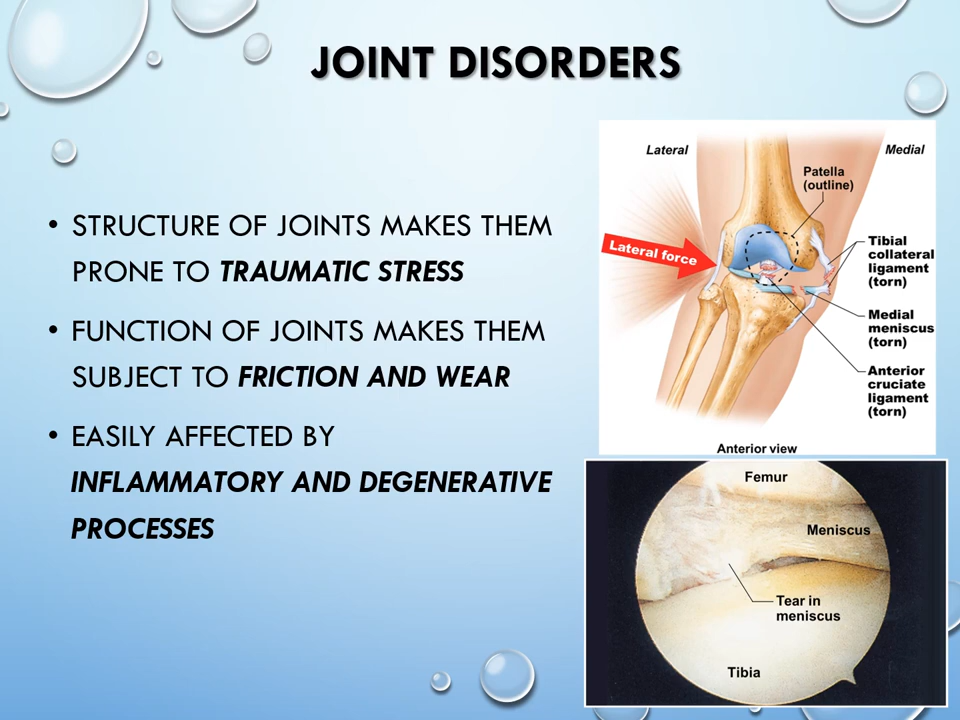 JOINT DISORDERS
• STRUCTURE OF JOINTS MAKES THEM
PRONE TO TRAUMATIC STRESS
• FUNCTION OF JOINTS MAKES THEM
SUBJECT TO FRICTION AND WEAR
• EASILY AFFECTED BY
INFLAMMATORY AND DEGENERATIVE
PROCESSES
Lateral
Medial
Patella
(outline)
Lateral force
Tibial
collateral
ligament
(torn)
Medial
meniscus
(torn)
Anterior
cruciate
ligament
(torn)
Anterior view
Femur
Meniscus
Tear in
meniscus
Tibia